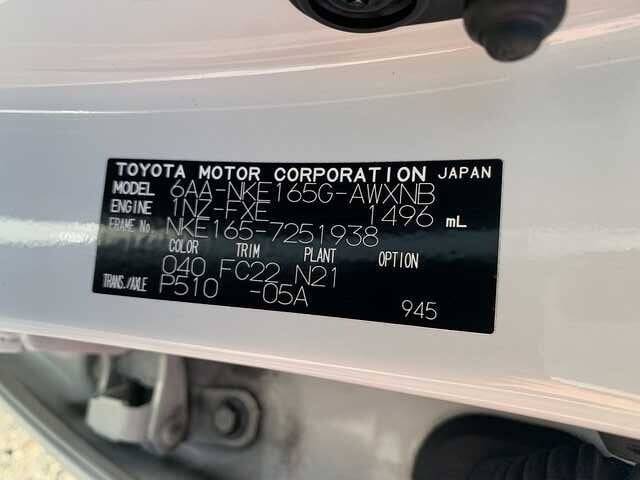 TOYOTA MOTOR CORPORATION JAPAN
MODEL 6AA-NKE165G-AWXNB
ENGINE 1NZ-FXE 1496 mL
FRAME No. NKE165-7251938
COLOR TRIM PLANT OPTION
040 FC22 N21
TRANS./AXLE P510 -05A
945